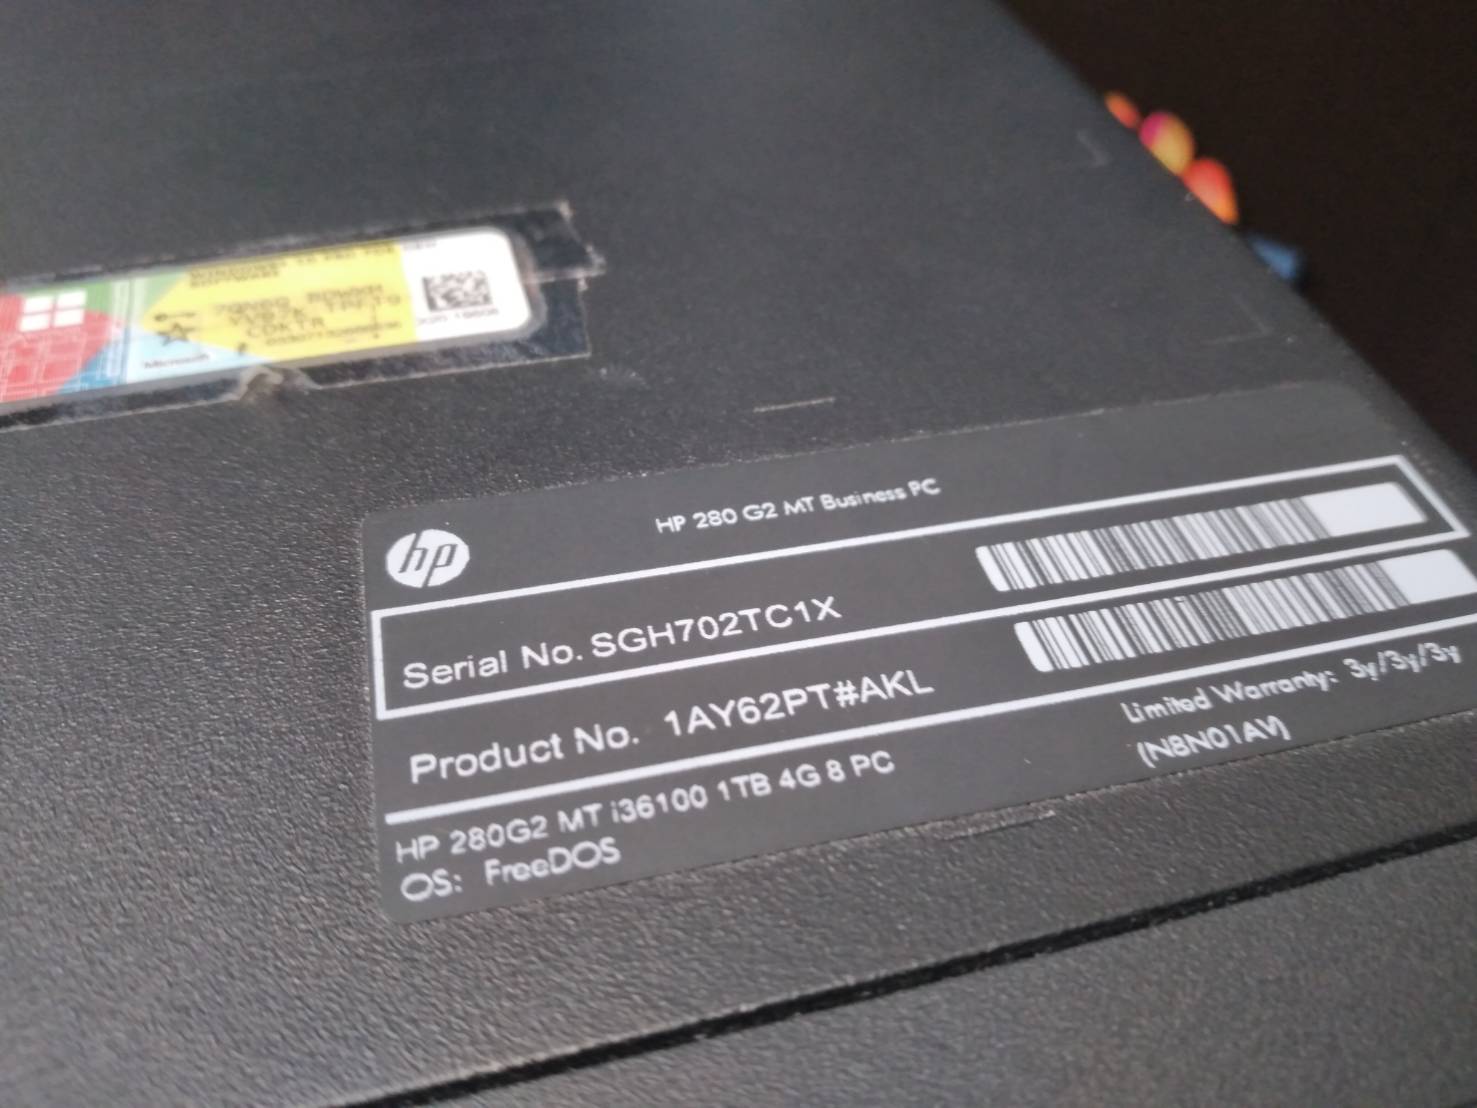 Microsoft
hp
HP 280 G2 MT Business PC
Serial No. SGH702TC1X
Product No. 1AY62PT#AKL
HP 280G2 MT i36100 1TB 4G 8 PC
OS: FreeDOS
Limited Warranty: 3y/3y/3y
(N8N01AV)